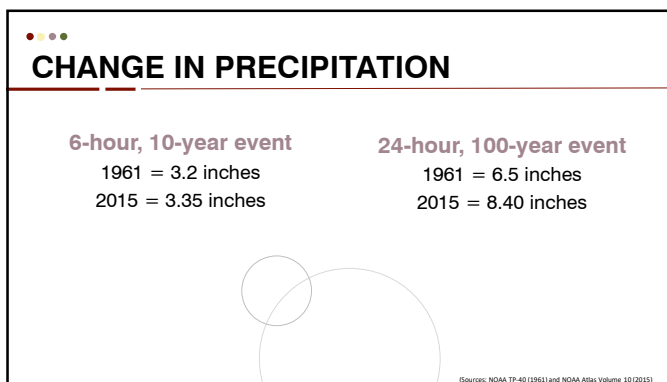 CHANGE IN PRECIPITATION
6-hour, 10-year event
1961 = 3.2 inches
2015 = 3.35 inches
24-hour, 100-year event
1961 = 6.5 inches
2015 = 8.40 inches
(Sources: NOAA TP-40 (1961) and NOAA Atlas Volume 10 (2015)